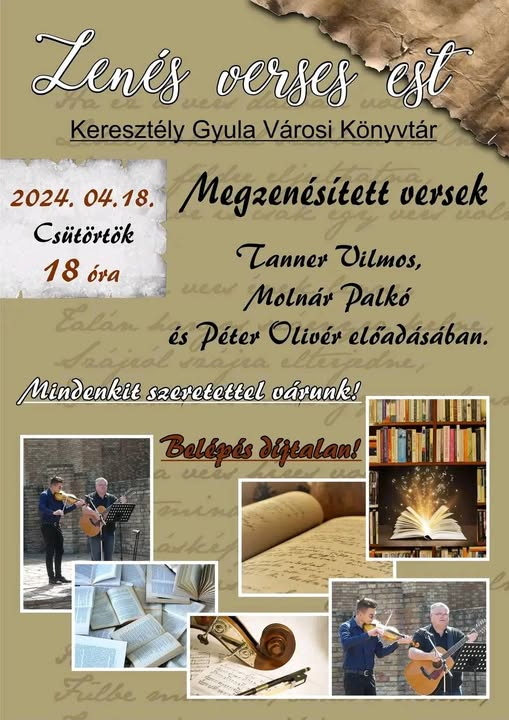 Zenés verses est
Keresztély Gyula Városi Könyvtár
2024. 04.18.
Csütörtök
18 óra
Megzenésített versek
Tanner Vilmos,
Molnár Palkó
és Péter Olivér előadásában.
Mindenkit szeretettel várunk!
Belépés díjtalan!